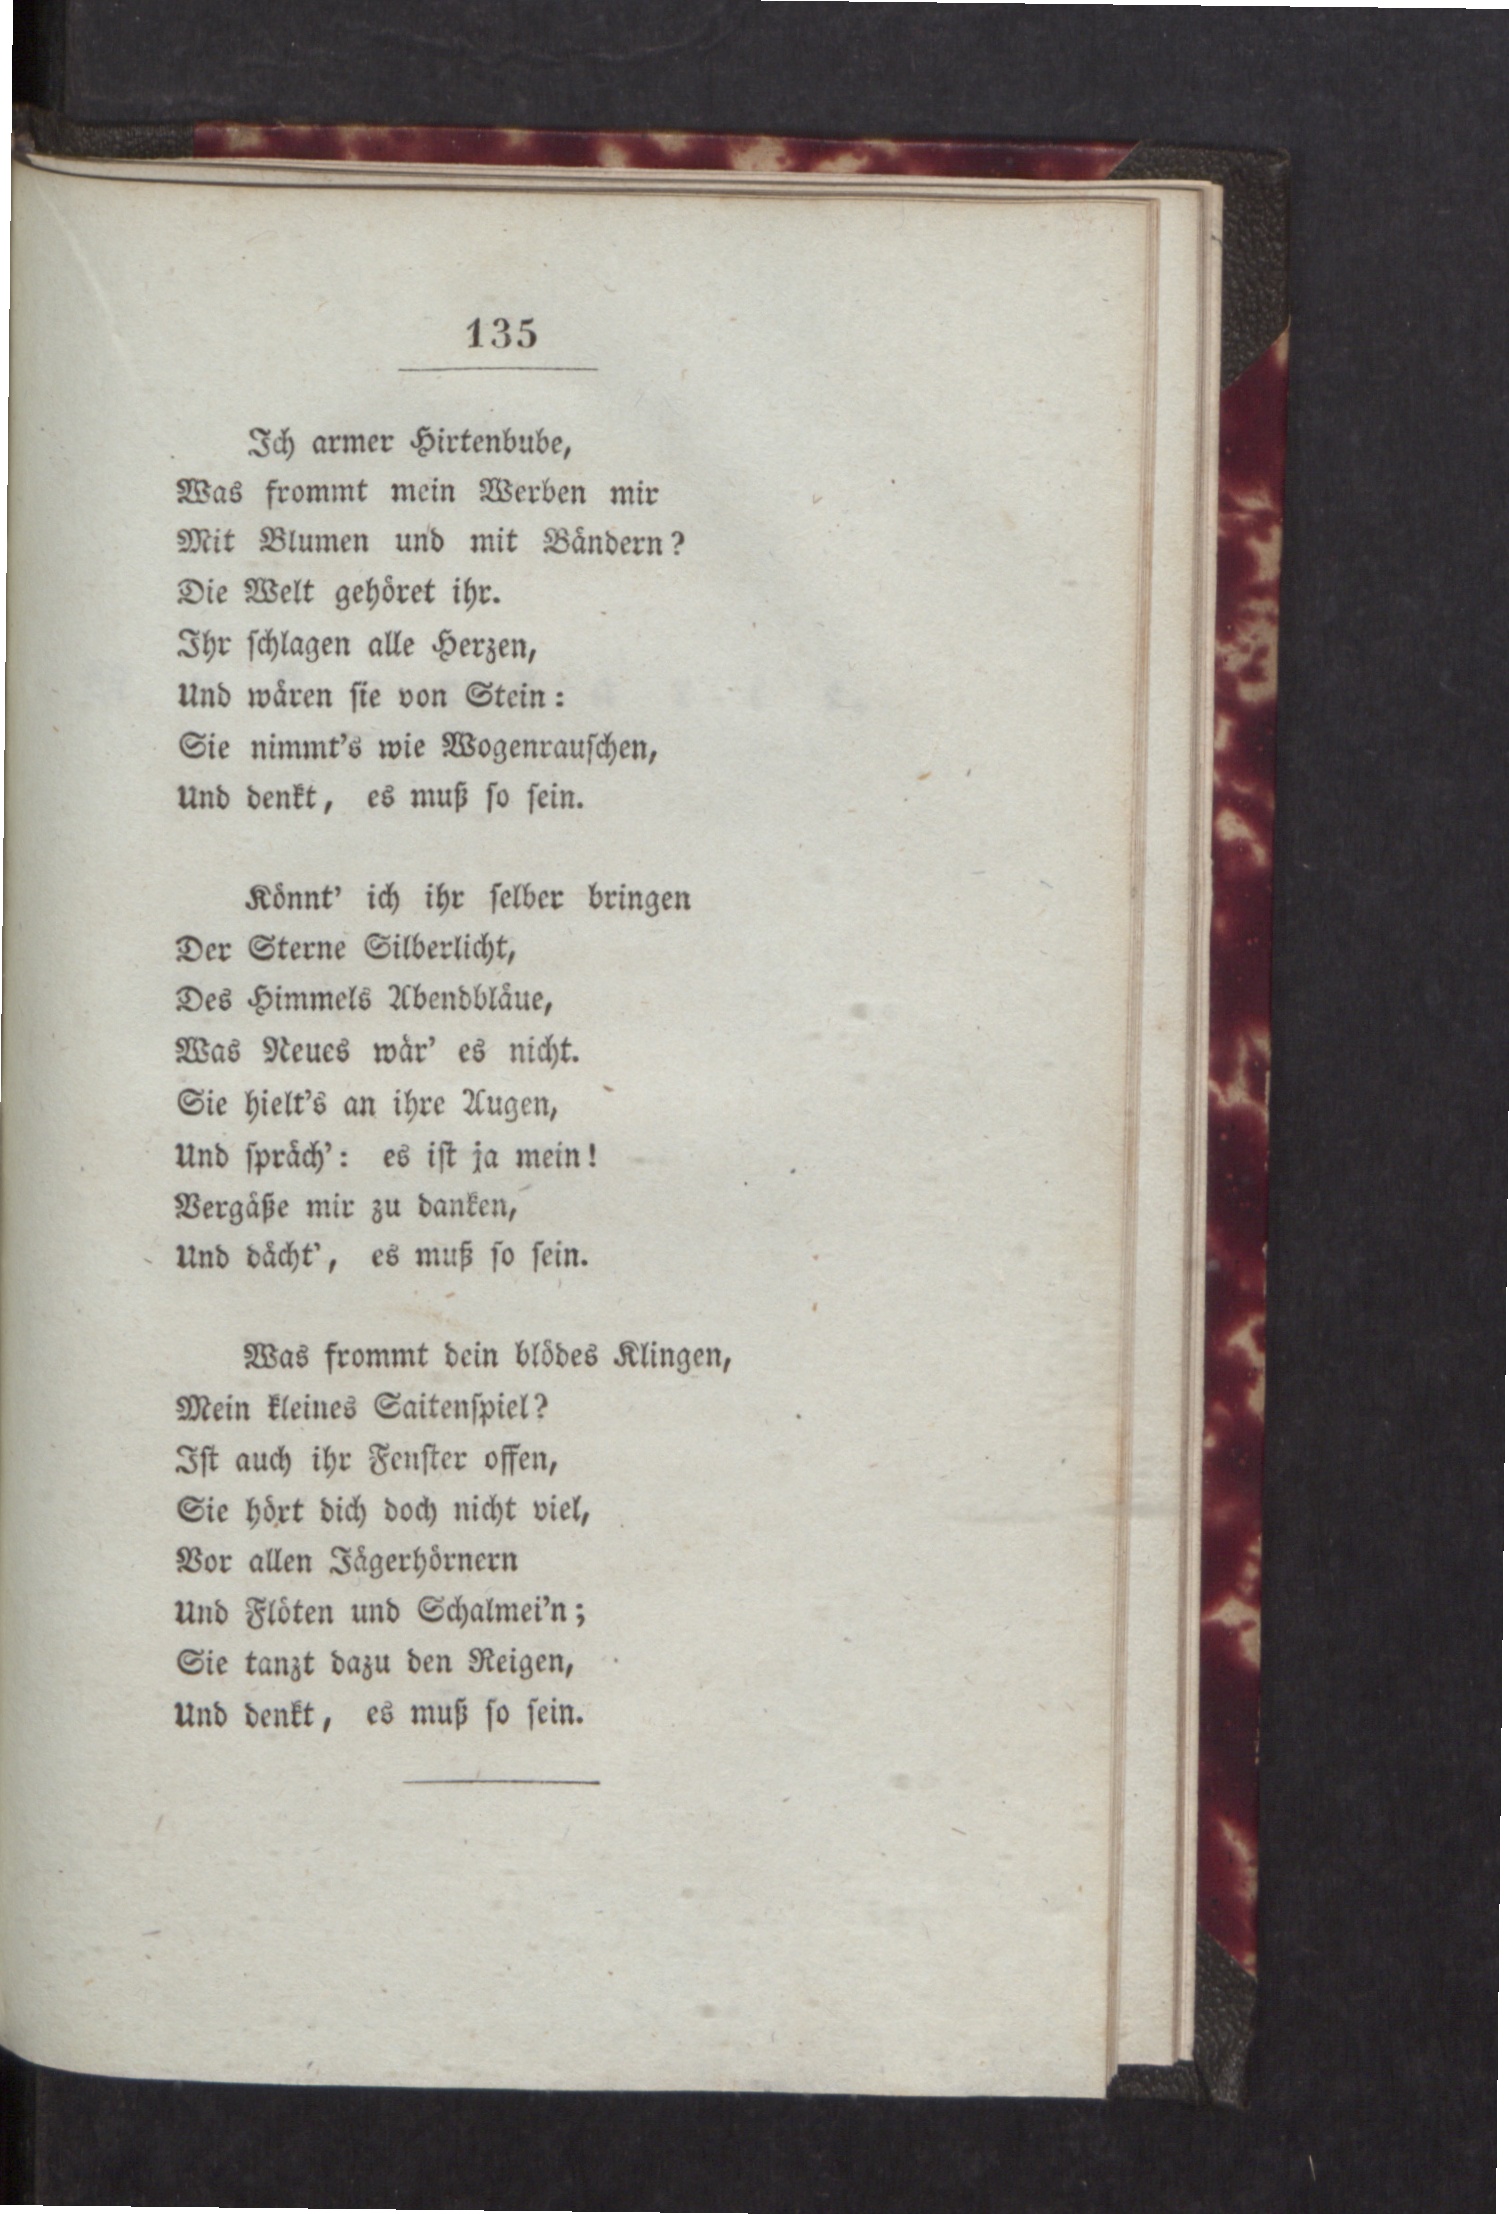 135
Ich armer Hirtenbube,
Was frommt mein Werben mir
Mit Blumen und mit Bändern?
Die Welt gehöret ihr.
Ihr ſchlagen alle Herzen,
Und wären ſie von Stein:
Sie nimmt's wie Wogenrauſchen,
Und denkt, es muß ſo ſein.
Könnt' ich ihr ſelber bringen
Der Sterne Silberlicht,
Des Himmels Abendbläue,
Was Neues wär' es nicht.
Sie hielt's an ihre Augen,
Und ſpräch': es iſt ja mein!
Vergäße mir zu danken,
Und dächt', es muß ſo ſein.
Was frommt dein blödes Klingen,
Mein kleines Saitenſpiel?
Iſt auch ihr Fenſter offen,
Sie hört dich doch nicht viel,
Vor allen Jägerhörnern
Und Flöten und Schalmei'n;
Sie tanzt dazu den Reigen,
Und denkt, es muß ſo ſein.